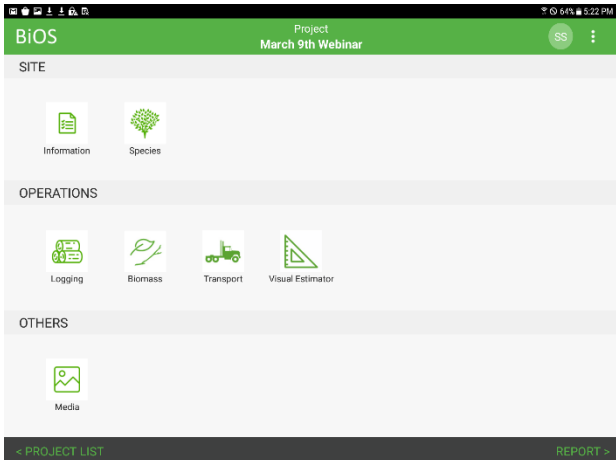 64% 5:22 PM
BiOS
Project
March 9th Webinar
SS
SITE
Information
Species
OPERATIONS
Logging
Biomass
Transport
Visual Estimator
OTHERS
Media
< PROJECT LIST
REPORT >